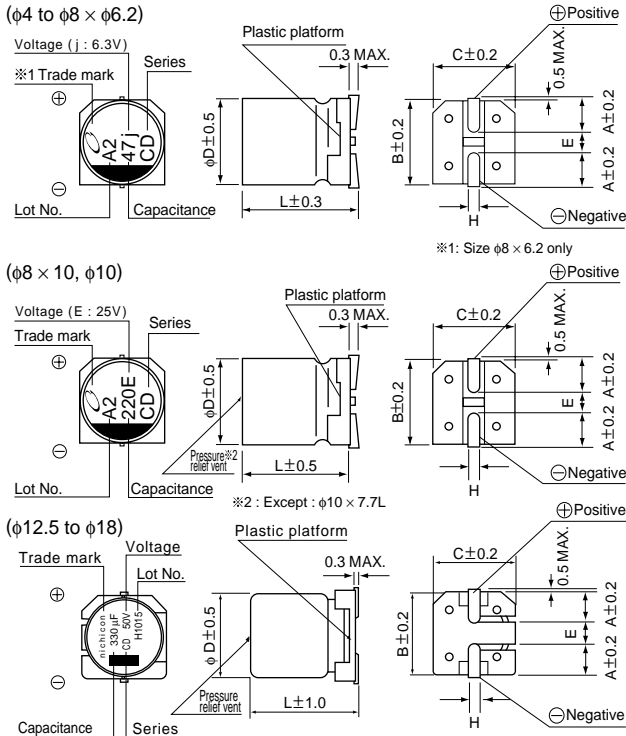 (φ4 to φ8 × φ6.2)
Voltage (j : 6.3V)
Series
※1 Trade mark
⊕
A2
47j
CD
⊖
Lot No.
Capacitance
Plastic platform
0.3 MAX.
φD±0.5
L±0.3
⊕Positive
C±0.2
0.5 MAX.
B±0.2
A±0.2
E
A±0.2
H
⊖Negative
※1: Size φ8 × 6.2 only
(φ8 × 10, φ10)
Voltage (E : 25V)
Series
Trade mark
⊕
A2
220E
CD
⊖
Lot No.
Capacitance
Plastic platform
0.3 MAX.
φD±0.5
Pressure※2
relief vent
L±0.5
※2 : Except : φ10 × 7.7L
⊕Positive
C±0.2
0.5 MAX.
B±0.2
A±0.2
E
A±0.2
H
⊖Negative
(φ12.5 to φ18)
Voltage
Trade mark
Lot No.
⊕
nichicon
330 µF
CD 50V
H1015
⊖
Capacitance
Series
Plastic platform
0.3 MAX.
φD±0.5
Pressure
relief vent
L±1.0
⊕Positive
C±0.2
0.5 MAX.
B±0.2
A±0.2
E
A±0.2
H
⊖Negative